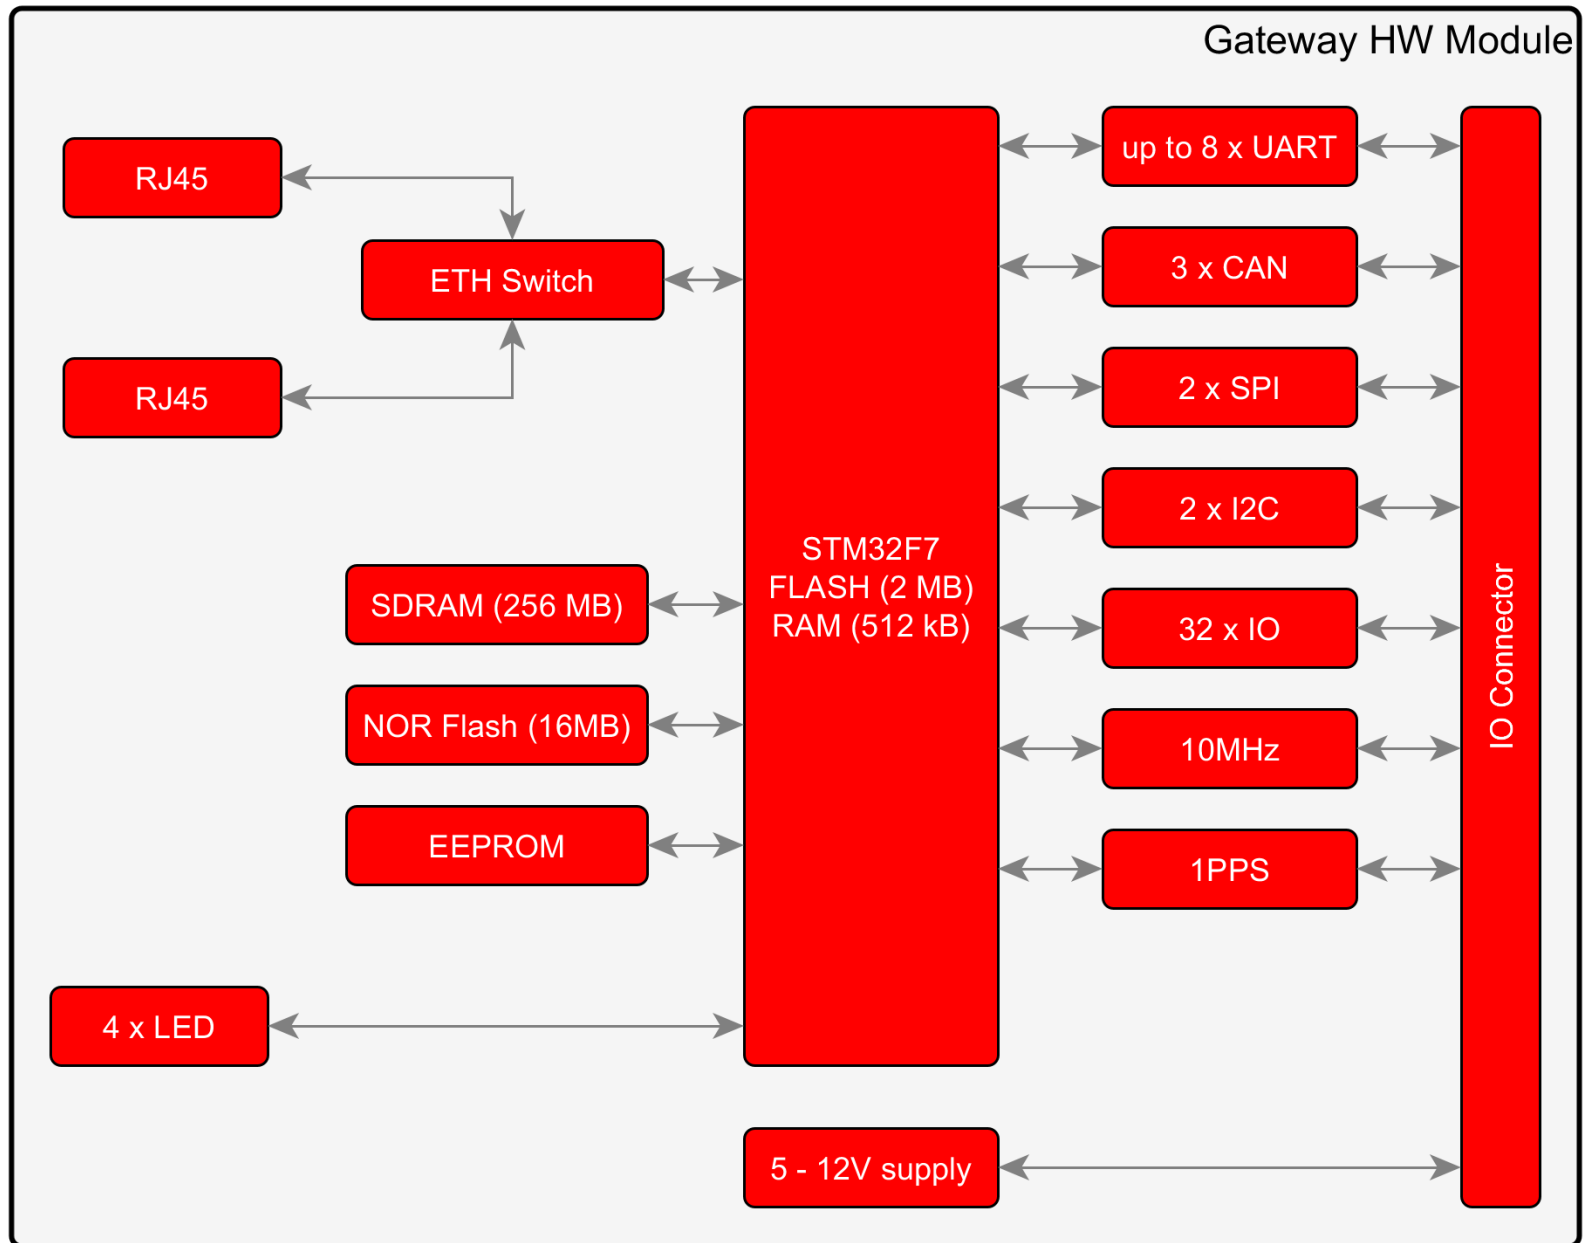 Gateway HW Module
RJ45
ETH Switch
RJ45
SDRAM (256 MB)
NOR Flash (16MB)
EEPROM
4 x LED
STM32F7
FLASH (2 MB)
RAM (512 kB)
5 - 12V supply
up to 8 x UART
3 x CAN
2 x SPI
2 x I2C
32 x IO
10MHz
1PPS
IO Connector